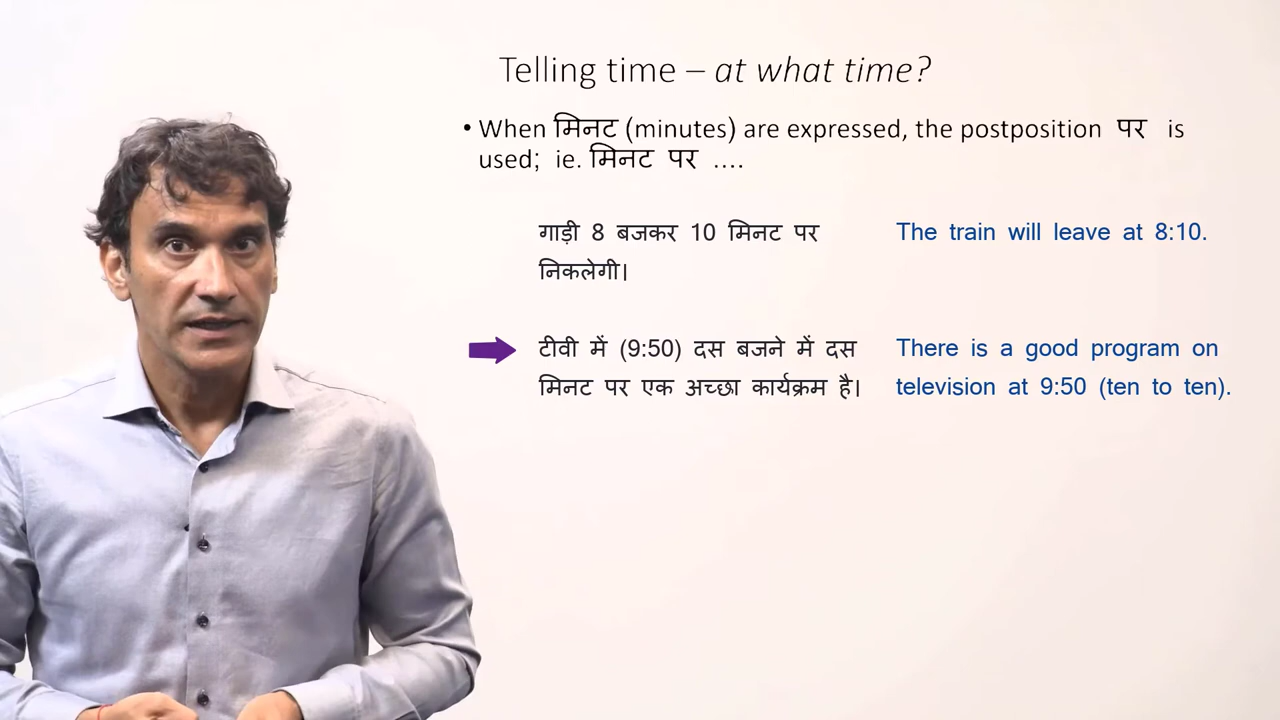 Telling time – at what time?
• When मिनट (minutes) are expressed, the postposition पर is
used; ie. मिनट पर ....
गाड़ी 8 बजकर 10 मिनट पर
निकलेगी।
The train will leave at 8:10.
टीवी में (9:50) दस बजने में दस
मिनट पर एक अच्छा कार्यक्रम है।
There is a good program on
television at 9:50 (ten to ten).